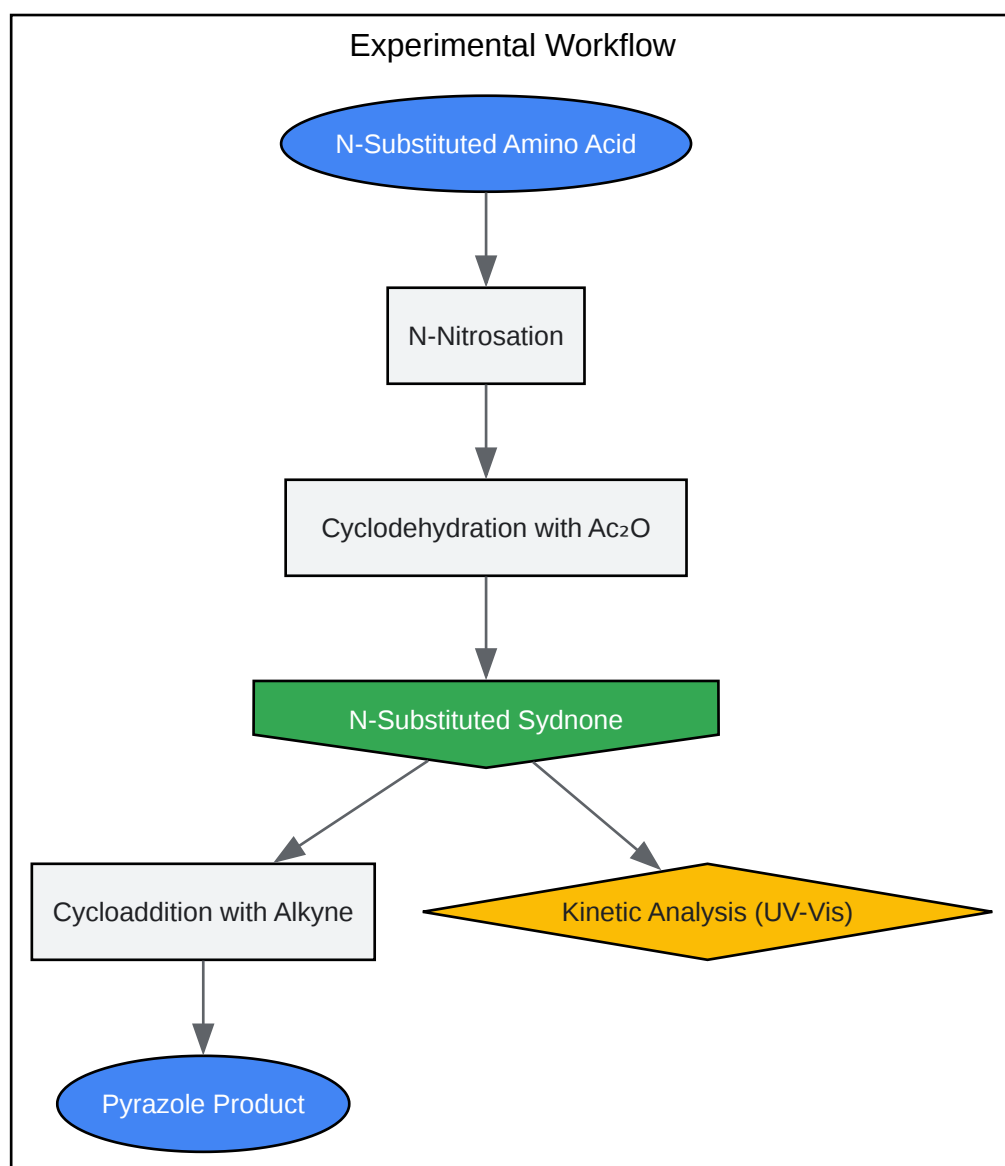 Experimental Workflow
N-Substituted Amino Acid
N-Nitrosation
Cyclodehydration with Ac₂O
N-Substituted Sydnone
Cycloaddition with Alkyne
Kinetic Analysis (UV-Vis)
Pyrazole Product